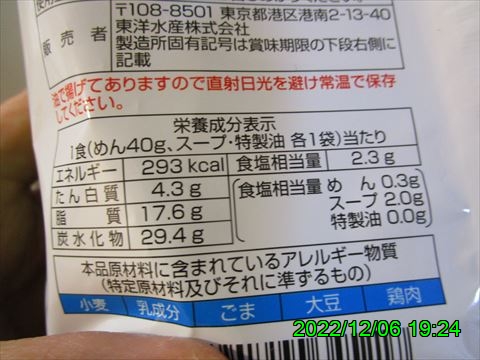 〒108-8501 東京都港区港南2-13-40
販売者
東洋水産株式会社
製造所固有記号は賞味期限の下段右側に
記載
油で揚げてありますので直射日光を避け常温で保存
してください。
栄養成分表示
1食(めん40g、スープ・特製油 各1袋)当たり
エネルギー 293 kcal 食塩相当量 2.3 g
たん白質 4.3 g
脂質 17.6 g
炭水化物 29.4 g
食塩相当量 めん 0.3g
スープ 2.0g
特製油 0.0g
本品原材料に含まれているアレルギー物質
(特定原材料及びそれに準ずるもの)
小麦 乳成分 ごま 大豆 鶏肉
2022/12/06 19:24